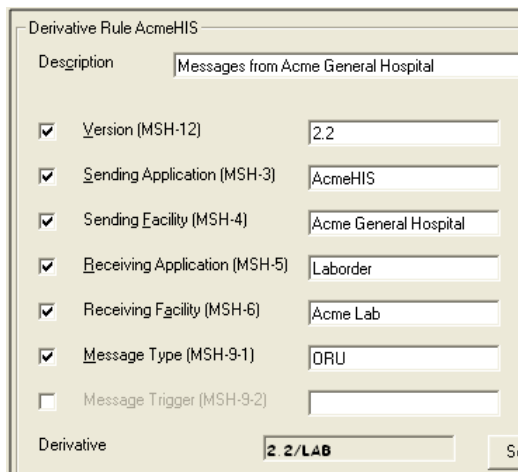 Derivative Rule AcmeHIS
Description Messages from Acme General Hospital
Version (MSH-12) 2.2
Sending Application (MSH-3) AcmeHIS
Sending Facility (MSH-4) Acme General Hospital
Receiving Application (MSH-5) Laborder
Receiving Facility (MSH-6) Acme Lab
Message Type (MSH-9-1) ORU
Message Trigger (MSH-9-2)
Derivative 2.2/LAB